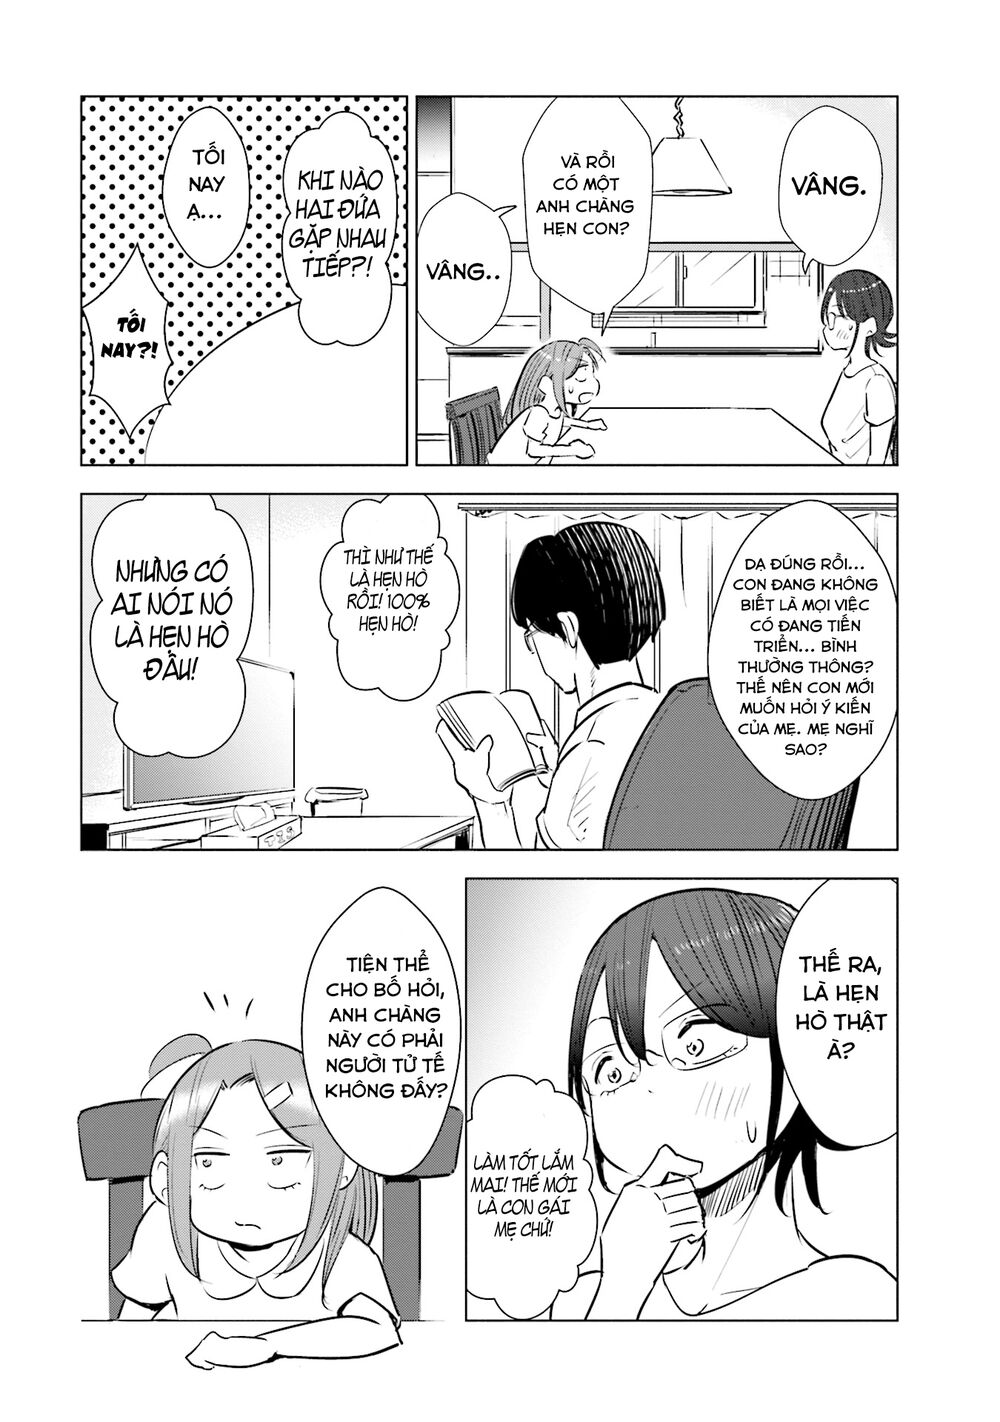 VÂNG.
VÀ RỒI
CÓ MỘT
ANH CHÀNG
HẸN CON?
VÂNG..
KHI NÀO
HAI ĐỨA
GẶP NHAU
TIẾP?!
TỐI
NAY
Ạ...
TỐI
NAY?!
DẠ ĐÚNG RỒI...
CON ĐANG KHÔNG
BIẾT LÀ MỌI VIỆC
CÓ ĐANG TIẾN
TRIỂN... BÌNH
THƯỜNG THÔNG?
THẾ NÊN CON MỚI
MUỐN HỎI Ý KIẾN
CỦA MẸ. MẸ NGHĨ
SAO?
THÌ NHƯ THẾ
LÀ HẸN HÒ
RỒI! 100%
HẸN HÒ!
NHƯNG CÓ
AI NÓI NÓ
LÀ HẸN HÒ
ĐÂU!
TIS
THẾ RA,
LÀ HẸN
HÒ THẬT
À?
LÀM TỐT LẮM
MAI! THẾ MỚI
LÀ CON GÁI
MẸ CHỨ!
TIỆN THỂ
CHO BỐ HỎI,
ANH CHÀNG
NÀY CÓ PHẢI
NGƯỜI TỬ TẾ
KHÔNG ĐẤY?